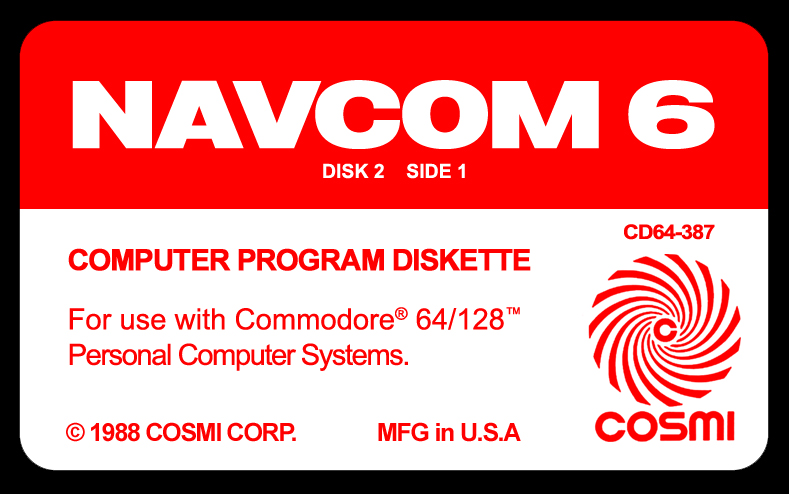 NAVCOM 6
DISK 2 SIDE 1
CD64-387
COMPUTER PROGRAM DISKETTE
For use with Commodore® 64/128™
Personal Computer Systems.
C
COSMI
© 1988 COSMI CORP. MFG in U.S.A